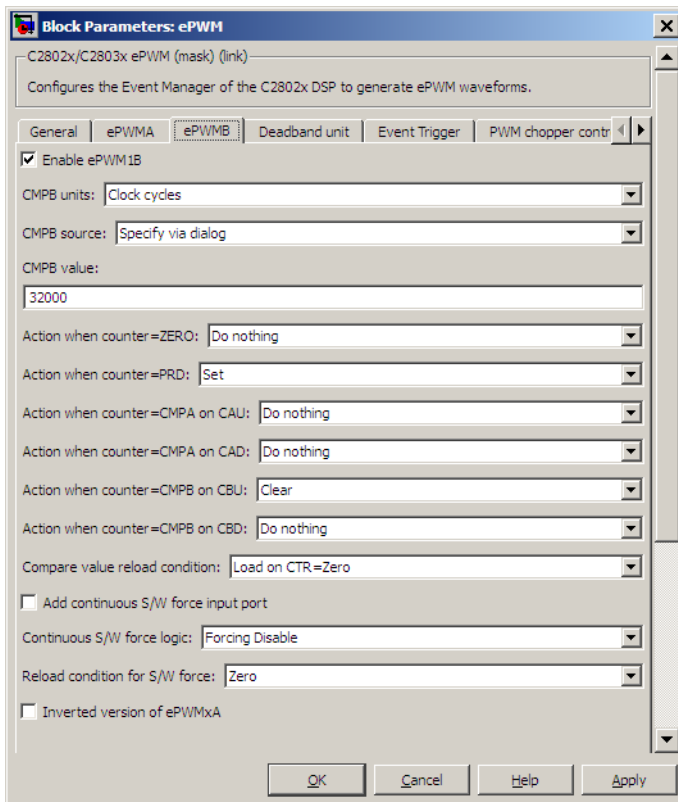 Block Parameters: ePWM
C2802x/C2803x ePWM (mask) (link)
Configures the Event Manager of the C2802x DSP to generate ePWM waveforms.
General ePWMA ePWMB Deadband unit Event Trigger PWM chopper contr
Enable ePWM1B
CMPB units: Clock cycles
CMPB source: Specify via dialog
CMPB value:
32000
Action when counter=ZERO: Do nothing
Action when counter=PRD: Set
Action when counter=CMPA on CAU: Do nothing
Action when counter=CMPA on CAD: Do nothing
Action when counter=CMPB on CBU: Clear
Action when counter=CMPB on CBD: Do nothing
Compare value reload condition: Load on CTR=Zero
Add continuous S/W force input port
Continuous S/W force logic: Forcing Disable
Reload condition for S/W force: Zero
Inverted version of ePWMxA
OK Cancel Help Apply